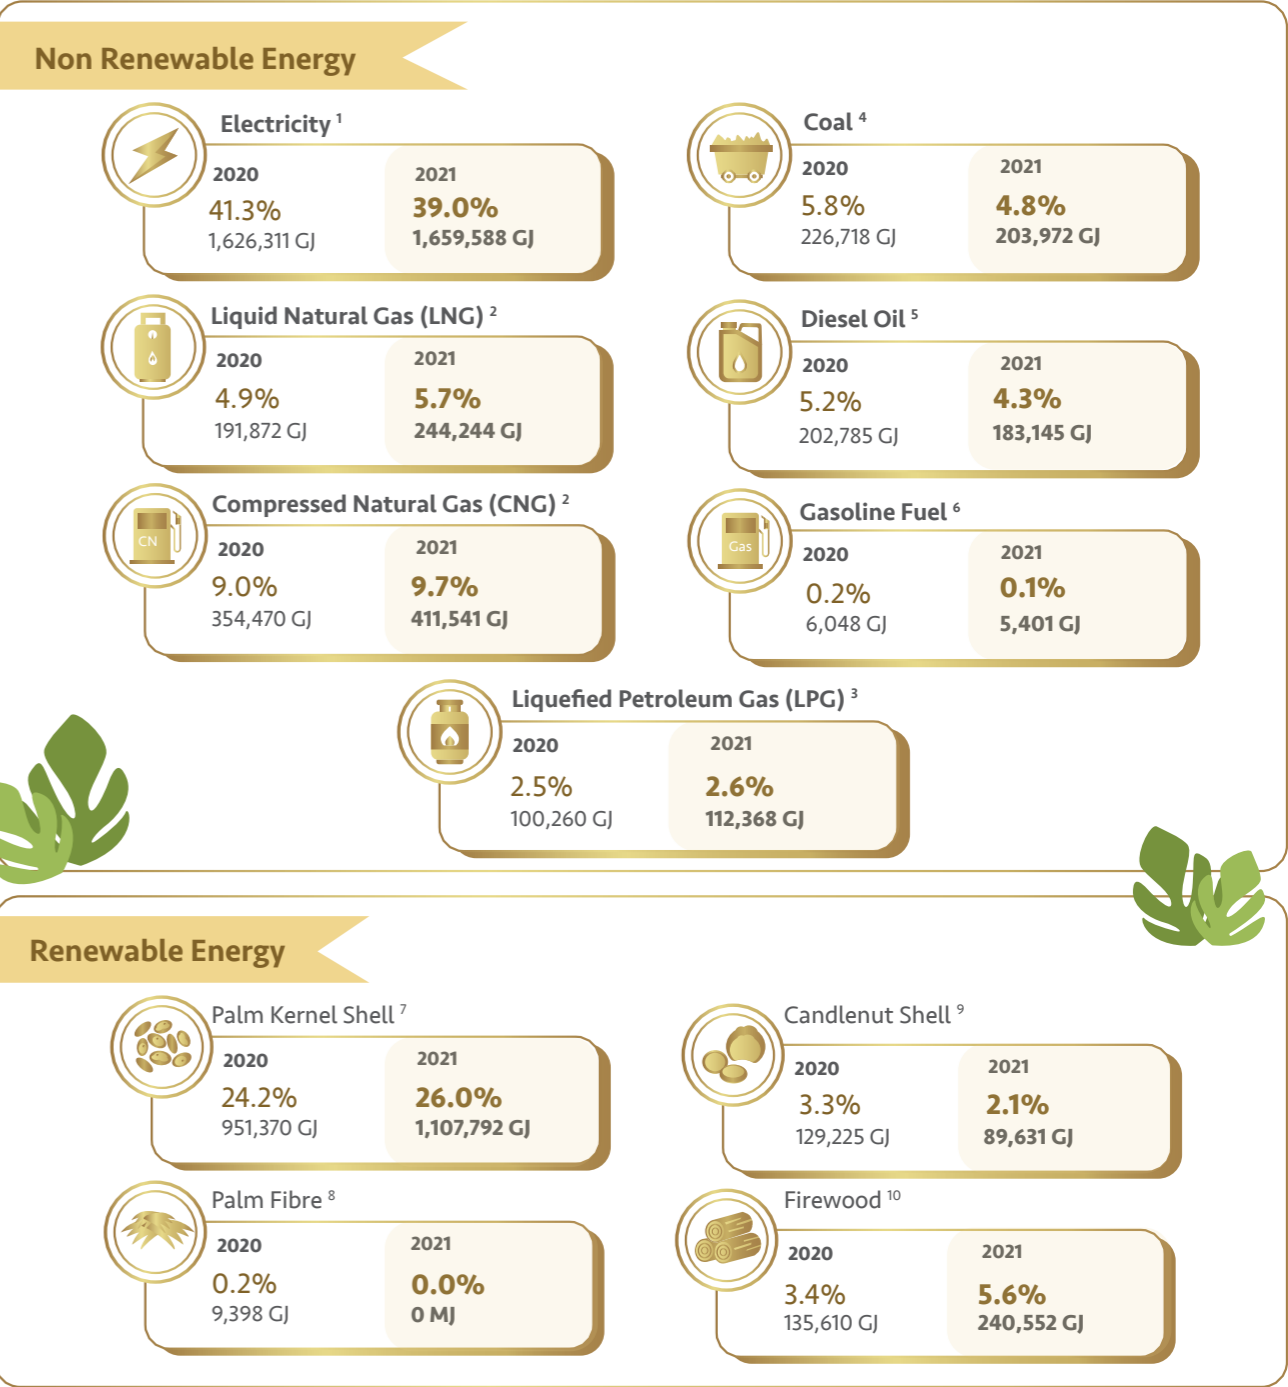 Non Renewable Energy
Electricity 1
2020
41.3%
1,626,311 GJ
2021
39.0%
1,659,588 GJ
Coal 4
2020
5.8%
226,718 GJ
2021
4.8%
203,972 GJ
Liquid Natural Gas (LNG) 2
2020
4.9%
191,872 GJ
2021
5.7%
244,244 GJ
Diesel Oil 5
2020
5.2%
202,785 GJ
2021
4.3%
183,145 GJ
Compressed Natural Gas (CNG) 2
CN
2020
9.0%
354,470 GJ
2021
9.7%
411,541 GJ
Gasoline Fuel 6
Gas
2020
0.2%
6,048 GJ
2021
0.1%
5,401 GJ
Liquefied Petroleum Gas (LPG) 3
2020
2.5%
100,260 GJ
2021
2.6%
112,368 GJ
Renewable Energy
Palm Kernel Shell 7
2020
24.2%
951,370 GJ
2021
26.0%
1,107,792 GJ
Candlenut Shell 9
2020
3.3%
129,225 GJ
2021
2.1%
89,631 GJ
Palm Fibre 8
2020
0.2%
9,398 GJ
2021
0.0%
0 MJ
Firewood 10
2020
3.4%
135,610 GJ
2021
5.6%
240,552 GJ